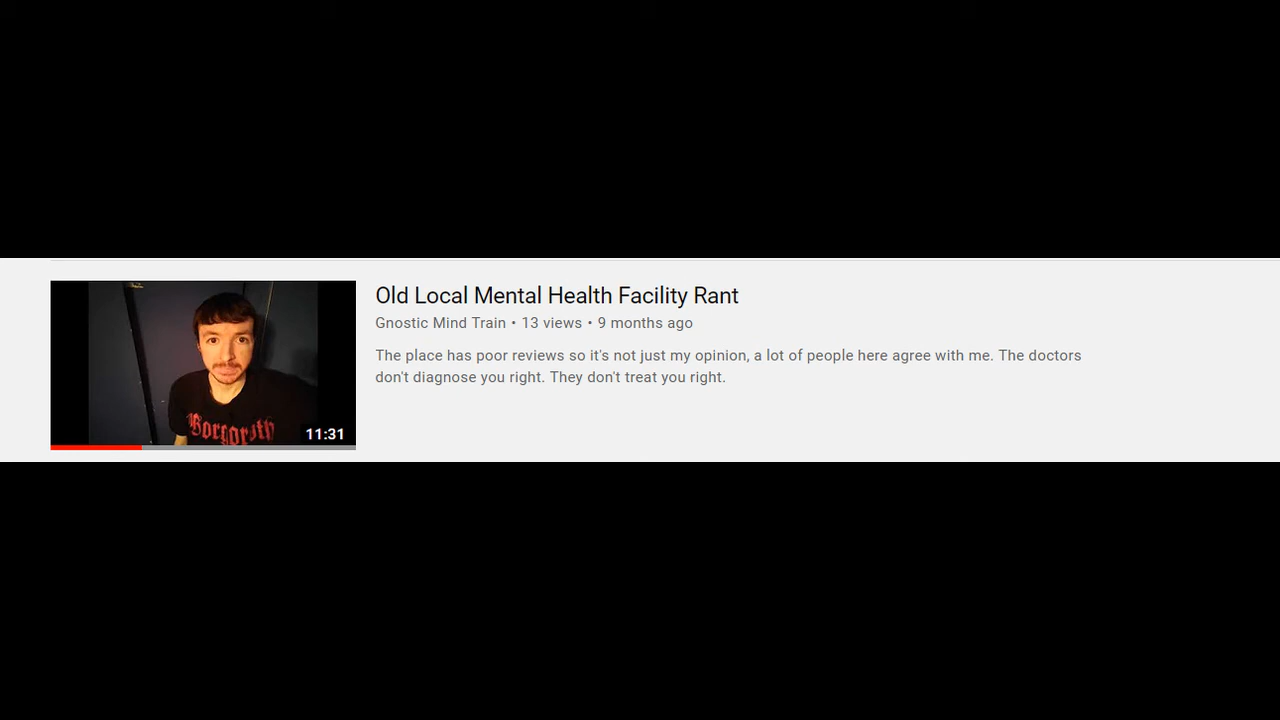 Old Local Mental Health Facility Rant
Gnostic Mind Train • 13 views • 9 months ago
The place has poor reviews so it's not just my opinion, a lot of people here agree with me. The doctors
don't diagnose you right. They don't treat you right.
Gorgoroth
11:31